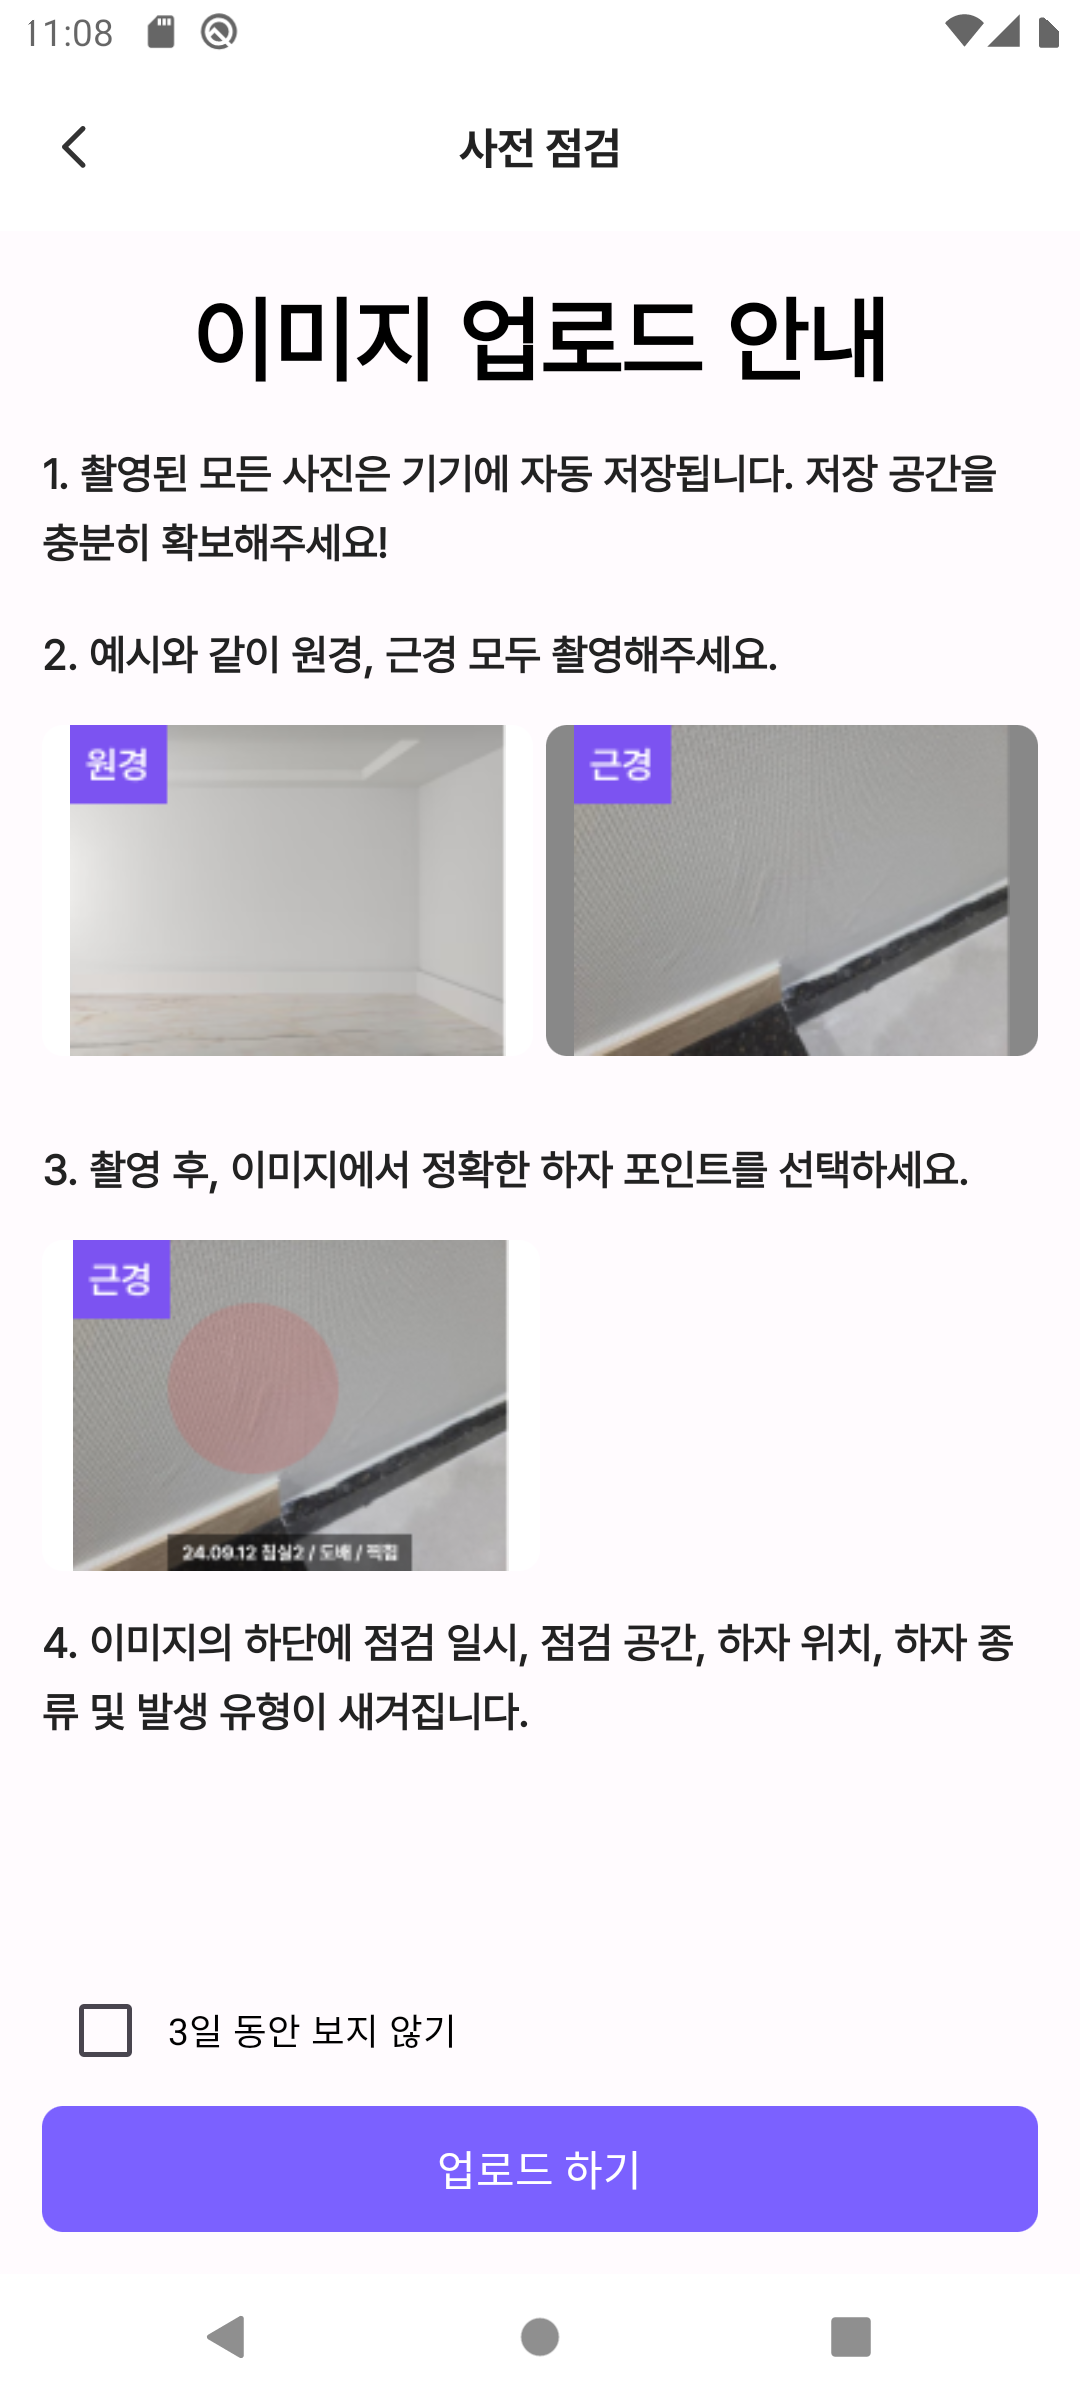 11:08
사전 점검
이미지 업로드 안내
1. 촬영된 모든 사진은 기기에 자동 저장됩니다. 저장 공간을
충분히 확보해주세요!
2. 예시와 같이 원경, 근경 모두 촬영해주세요.
원경
근경
3. 촬영 후, 이미지에서 정확한 하자 포인트를 선택하세요.
근경
24.09.12 침실2 / 도배 / 찍힘
4. 이미지의 하단에 점검 일시, 점검 공간, 하자 위치, 하자 종
류 및 발생 유형이 새겨집니다.
3일 동안 보지 않기
업로드 하기